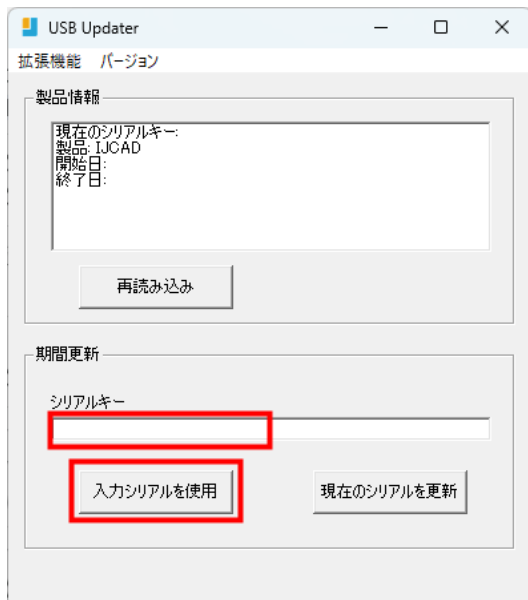 USB Updater
拡張機能 バージョン
製品情報
現在のシリアルキー:
製品: IJCAD
開始日:
終了日:
再読み込み
期間更新
シリアルキー
入力シリアルを使用 現在のシリアルを更新